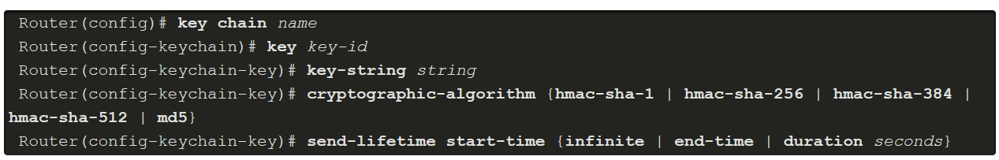 Router(config)# key chain name
Router(config-keychain)# key key-id
Router(config-keychain-key)# key-string string
Router(config-keychain-key)# cryptographic-algorithm {hmac-sha-1 | hmac-sha-256 | hmac-sha-384 |
hmac-sha-512 | md5}
Router(config-keychain-key)# send-lifetime start-time {infinite | end-time | duration seconds}